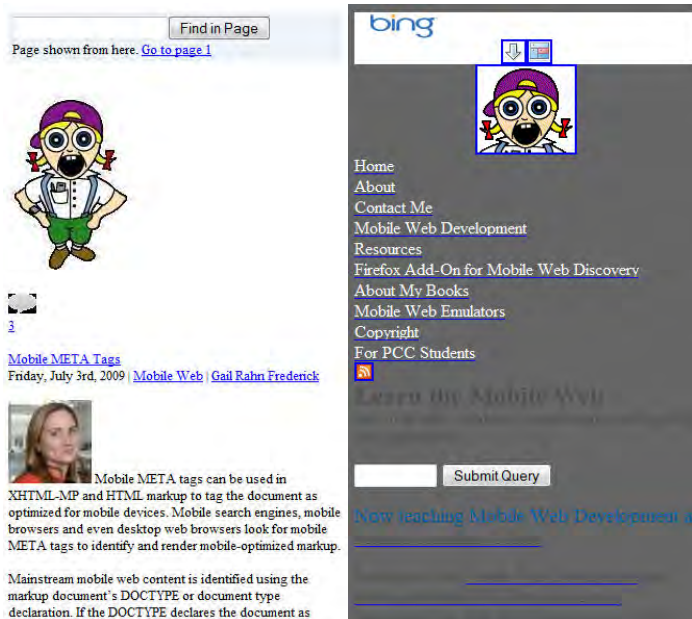 Find in Page
Page shown from here. Go to page 1
3
Mobile META Tags
Friday, July 3rd, 2009 | Mobile Web | Gail Rahn Frederick
Mobile META tags can be used in
XHTML-MP and HTML markup to tag the document as
optimized for mobile devices. Mobile search engines, mobile
browsers and even desktop web browsers look for mobile
META tags to identify and render mobile-optimized markup.
Mainstream mobile web content is identified using the
markup document's DOCTYPE or document type
declaration. If the DOCTYPE declares the document as
bing
Home
About
Contact Me
Mobile Web Development
Resources
Firefox Add-On for Mobile Web Discovery
About My Books
Mobile Web Emulators
Copyright
For PCC Students
Learn the Mobile Web
Submit Query
Now teaching Mobile Web Development a